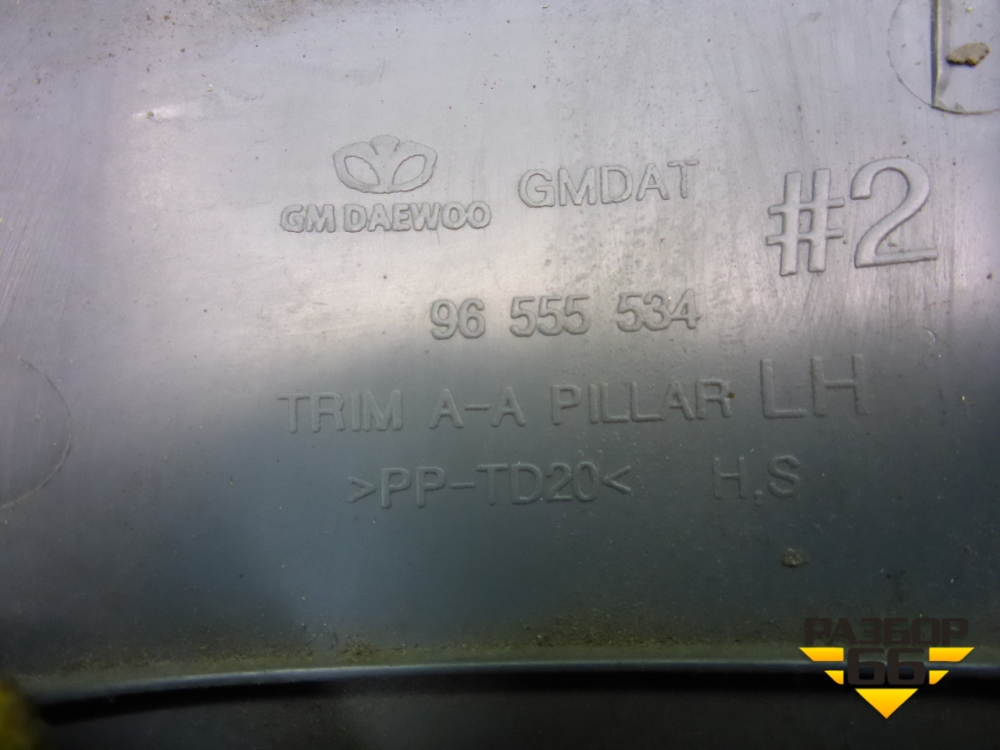 GM DAEWOO GMDAT #2
96 555 534
TRIM A-A PILLAR LH
>PP-TD20< H.S
РАЗБОР
66